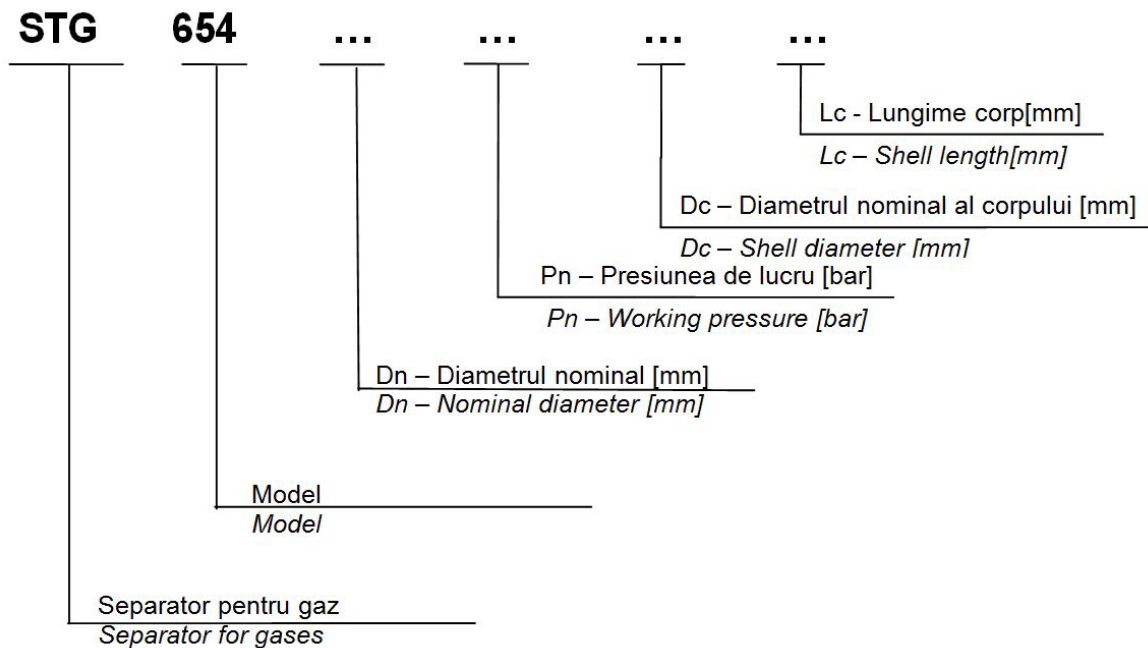 STG 654 ... ... ... ...
Lc - Lungime corp[mm]
Lc – Shell length[mm]
Dc – Diametrul nominal al corpului [mm]
Dc – Shell diameter [mm]
Pn – Presiunea de lucru [bar]
Pn – Working pressure [bar]
Dn – Diametrul nominal [mm]
Dn – Nominal diameter [mm]
Model
Model
Separator pentru gaz
Separator for gases